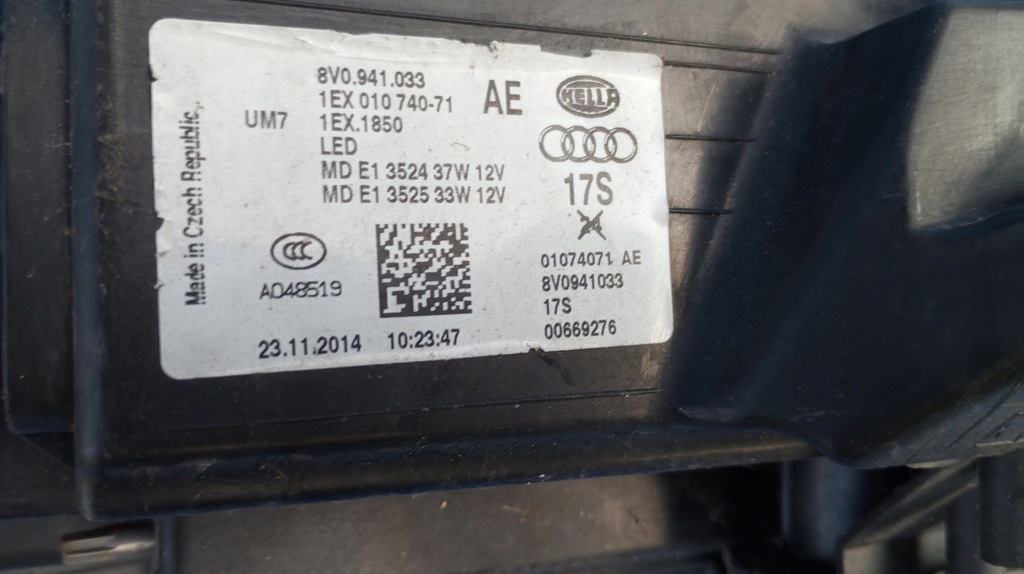 8V0.941.033
AE
HELLA
1EX 010 740-71
UM7
1EX.1850
LED
MD E1 3524 37W 12V
MD E1 3525 33W 12V
17S
Made in Czech Republic,
CCC
A048519
01074071 AE
8V0941033
17S
00669276
23.11.2014 10:23:47